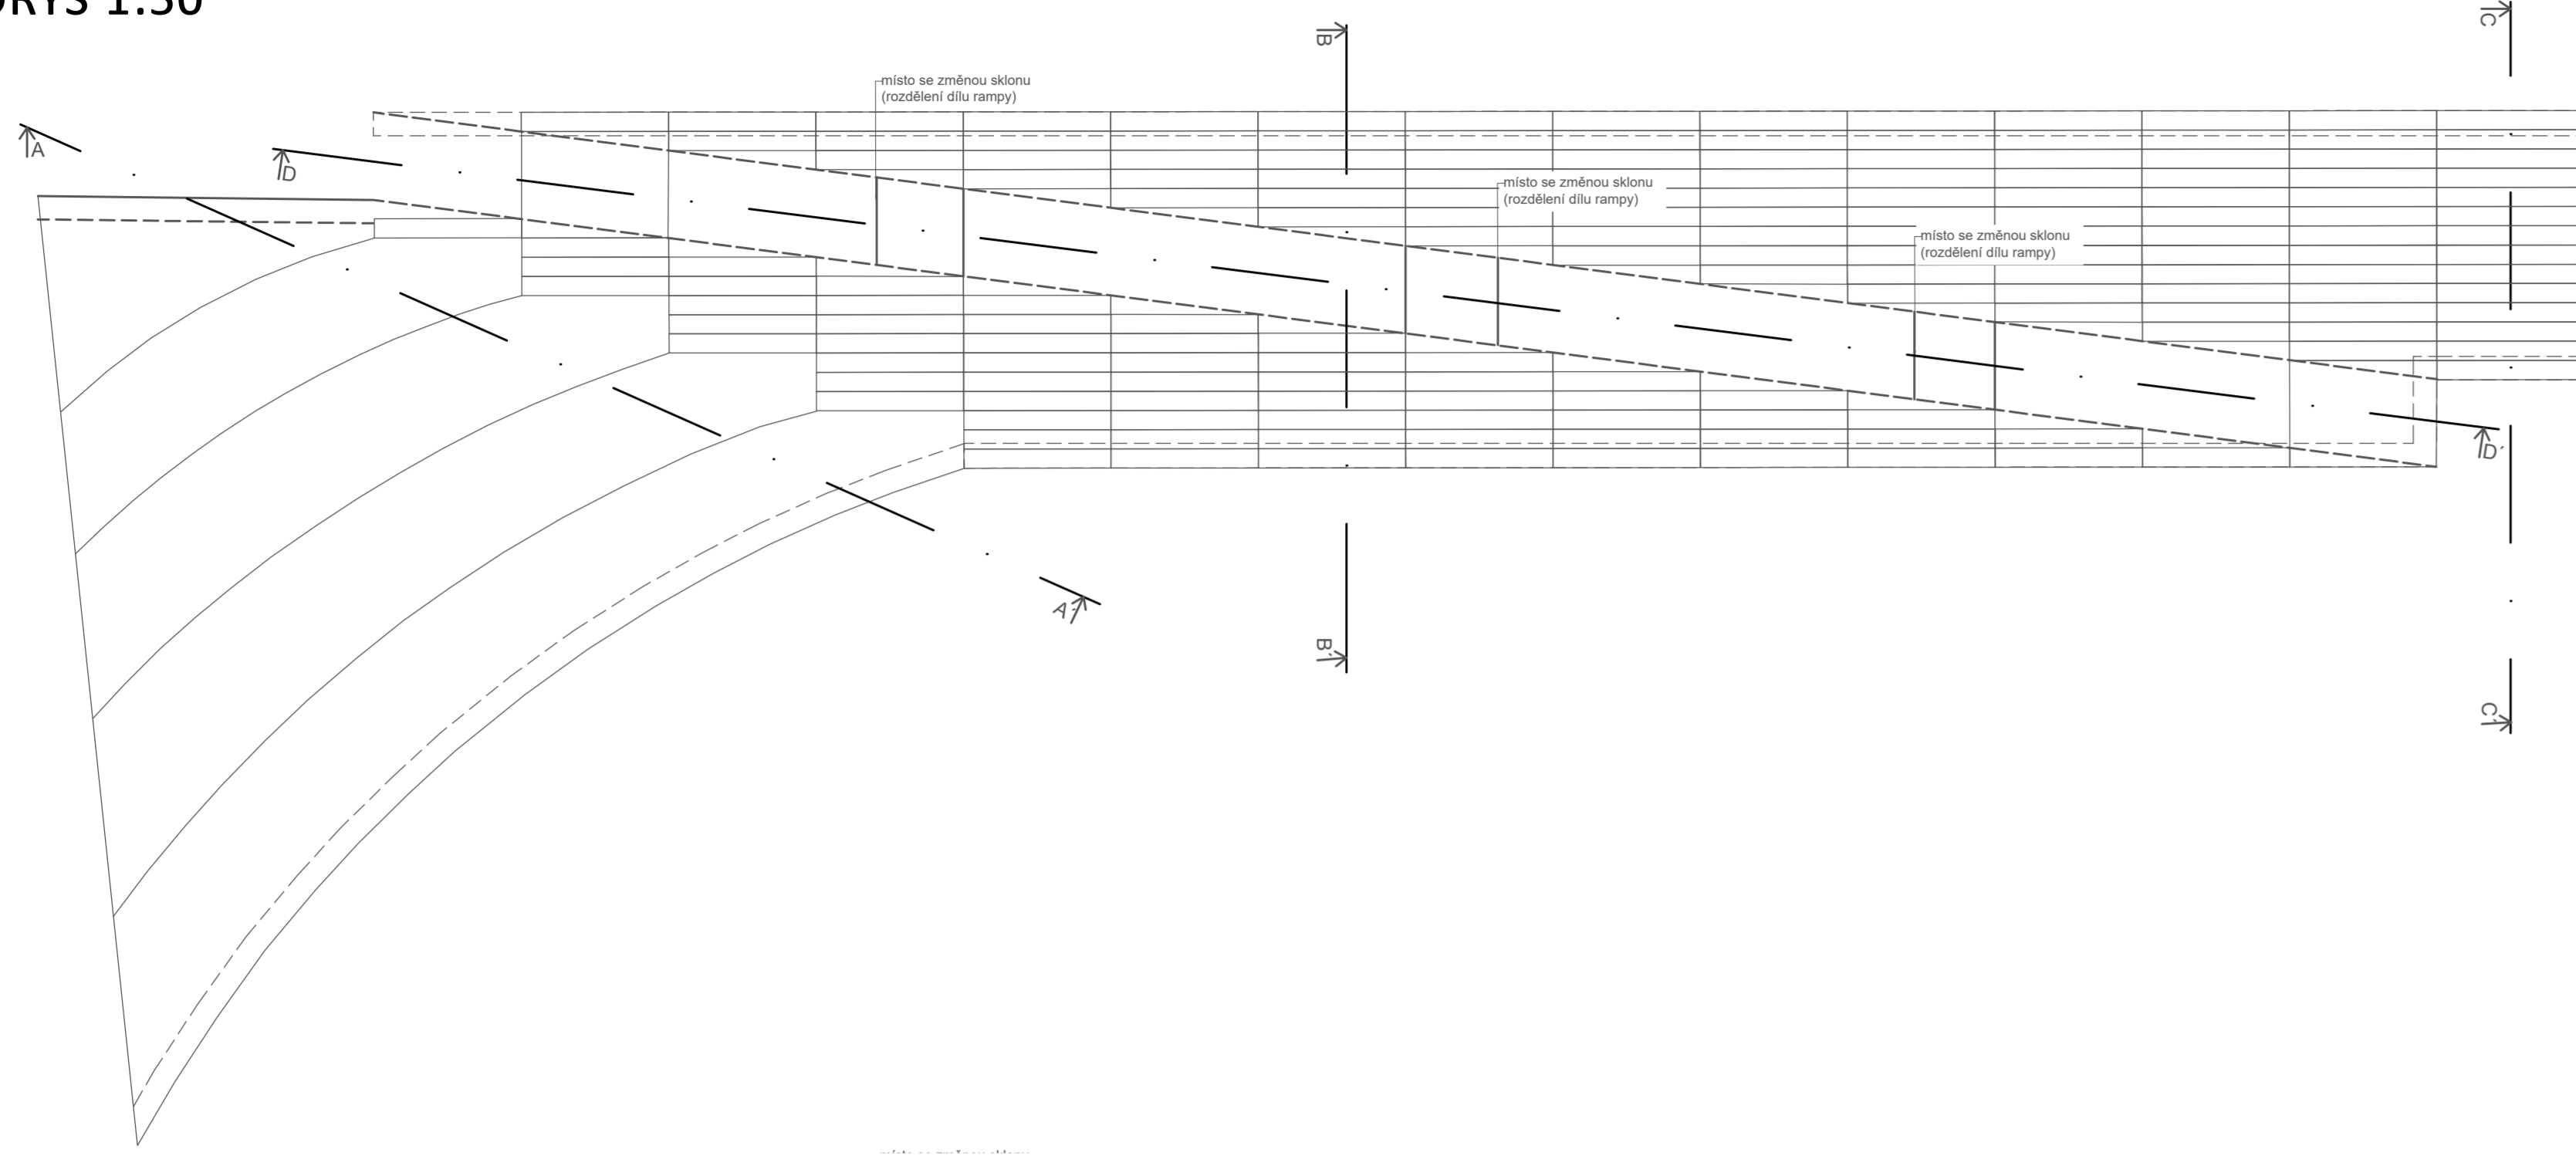 1:50
B
C
místo se změnou sklonu
(rozdělení dílu rampy)
A
D
místo se změnou sklonu
(rozdělení dílu rampy)
místo se změnou sklonu
(rozdělení dílu rampy)
D´
A´
B´
C´